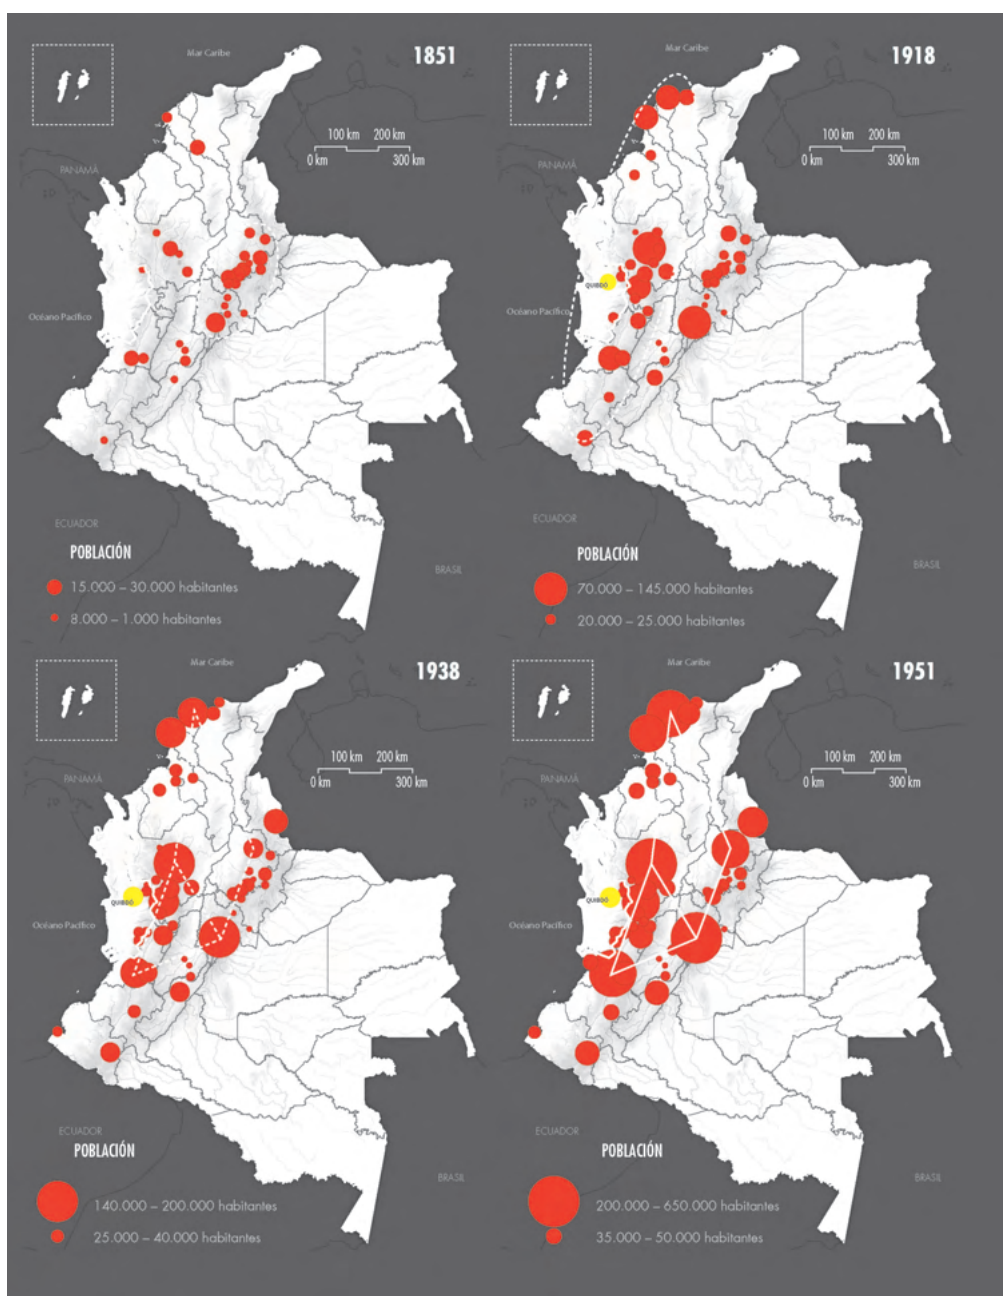 Mar Caribe
1851
100 km 200 km
0 km 300 km
PANAMÁ
Océano Pacífico
ECUADOR
POBLACIÓN
BRASIL
15.000 – 30.000 habitantes
8.000 – 1.000 habitantes
Mar Caribe
1918
100 km 200 km
0 km 300 km
PANAMÁ
QUIBDÓ
Océano Pacífico
ECUADOR
POBLACIÓN
BRASIL
70.000 – 145.000 habitantes
20.000 – 25.000 habitantes
Mar Caribe
1938
100 km 200 km
0 km 300 km
PANAMÁ
QUIBDÓ
Océano Pacífico
ECUADOR
POBLACIÓN
BRASIL
140.000 – 200.000 habitantes
25.000 – 40.000 habitantes
Mar Caribe
1951
100 km 200 km
0 km 300 km
PANAMÁ
QUIBDÓ
Océano Pacífico
ECUADOR
POBLACIÓN
BRASIL
200.000 – 650.000 habitantes
35.000 – 50.000 habitantes